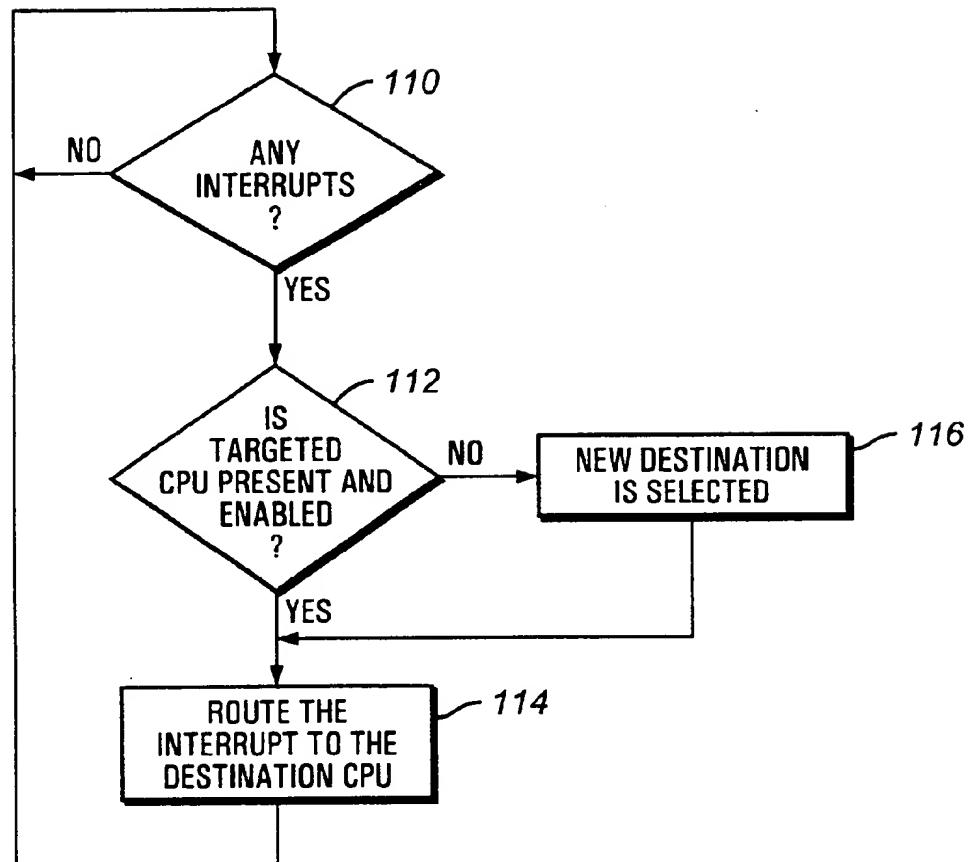 110
NO
ANY
INTERRUPTS
?
YES
112
IS
TARGETED
CPU PRESENT AND
ENABLED
?
NO
116
NEW DESTINATION
IS SELECTED
YES
114
ROUTE THE
INTERRUPT TO THE
DESTINATION CPU